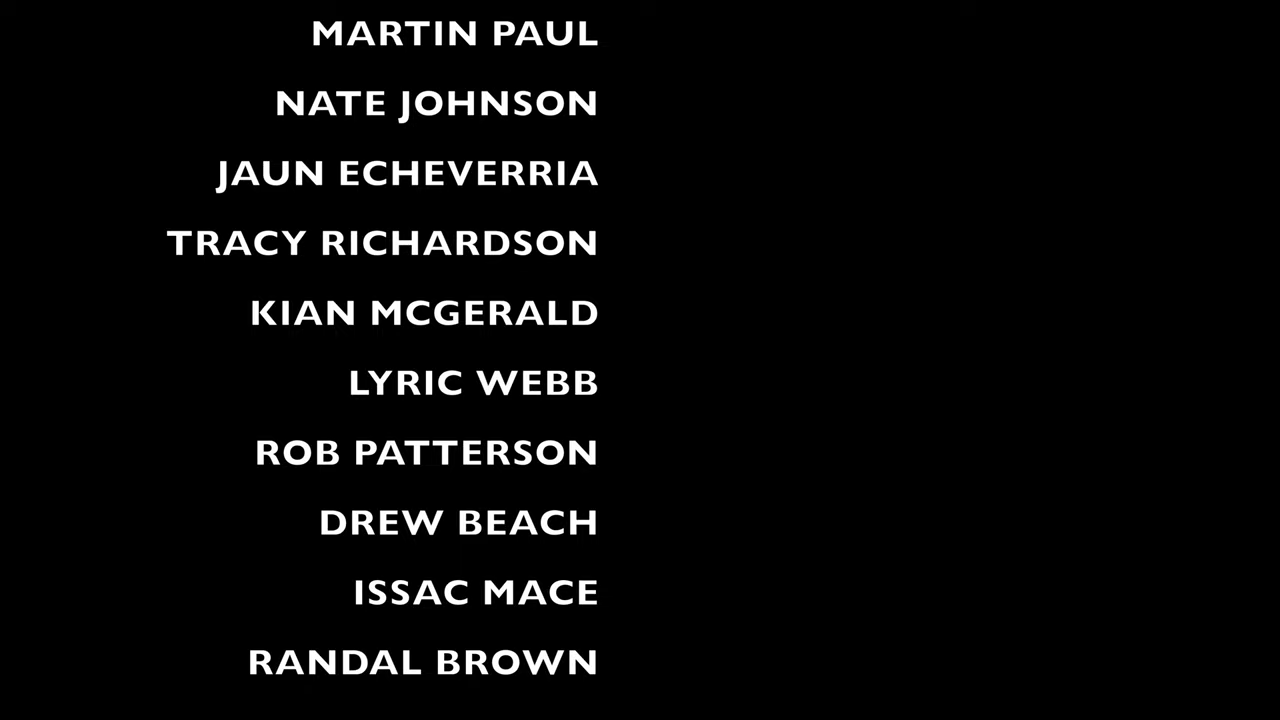 MARTIN PAUL
NATE JOHNSON
JAUN ECHEVERRIA
TRACY RICHARDSON
KIAN MCGERALD
LYRIC WEBB
ROB PATTERSON
DREW BEACH
ISSAC MACE
RANDAL BROWN